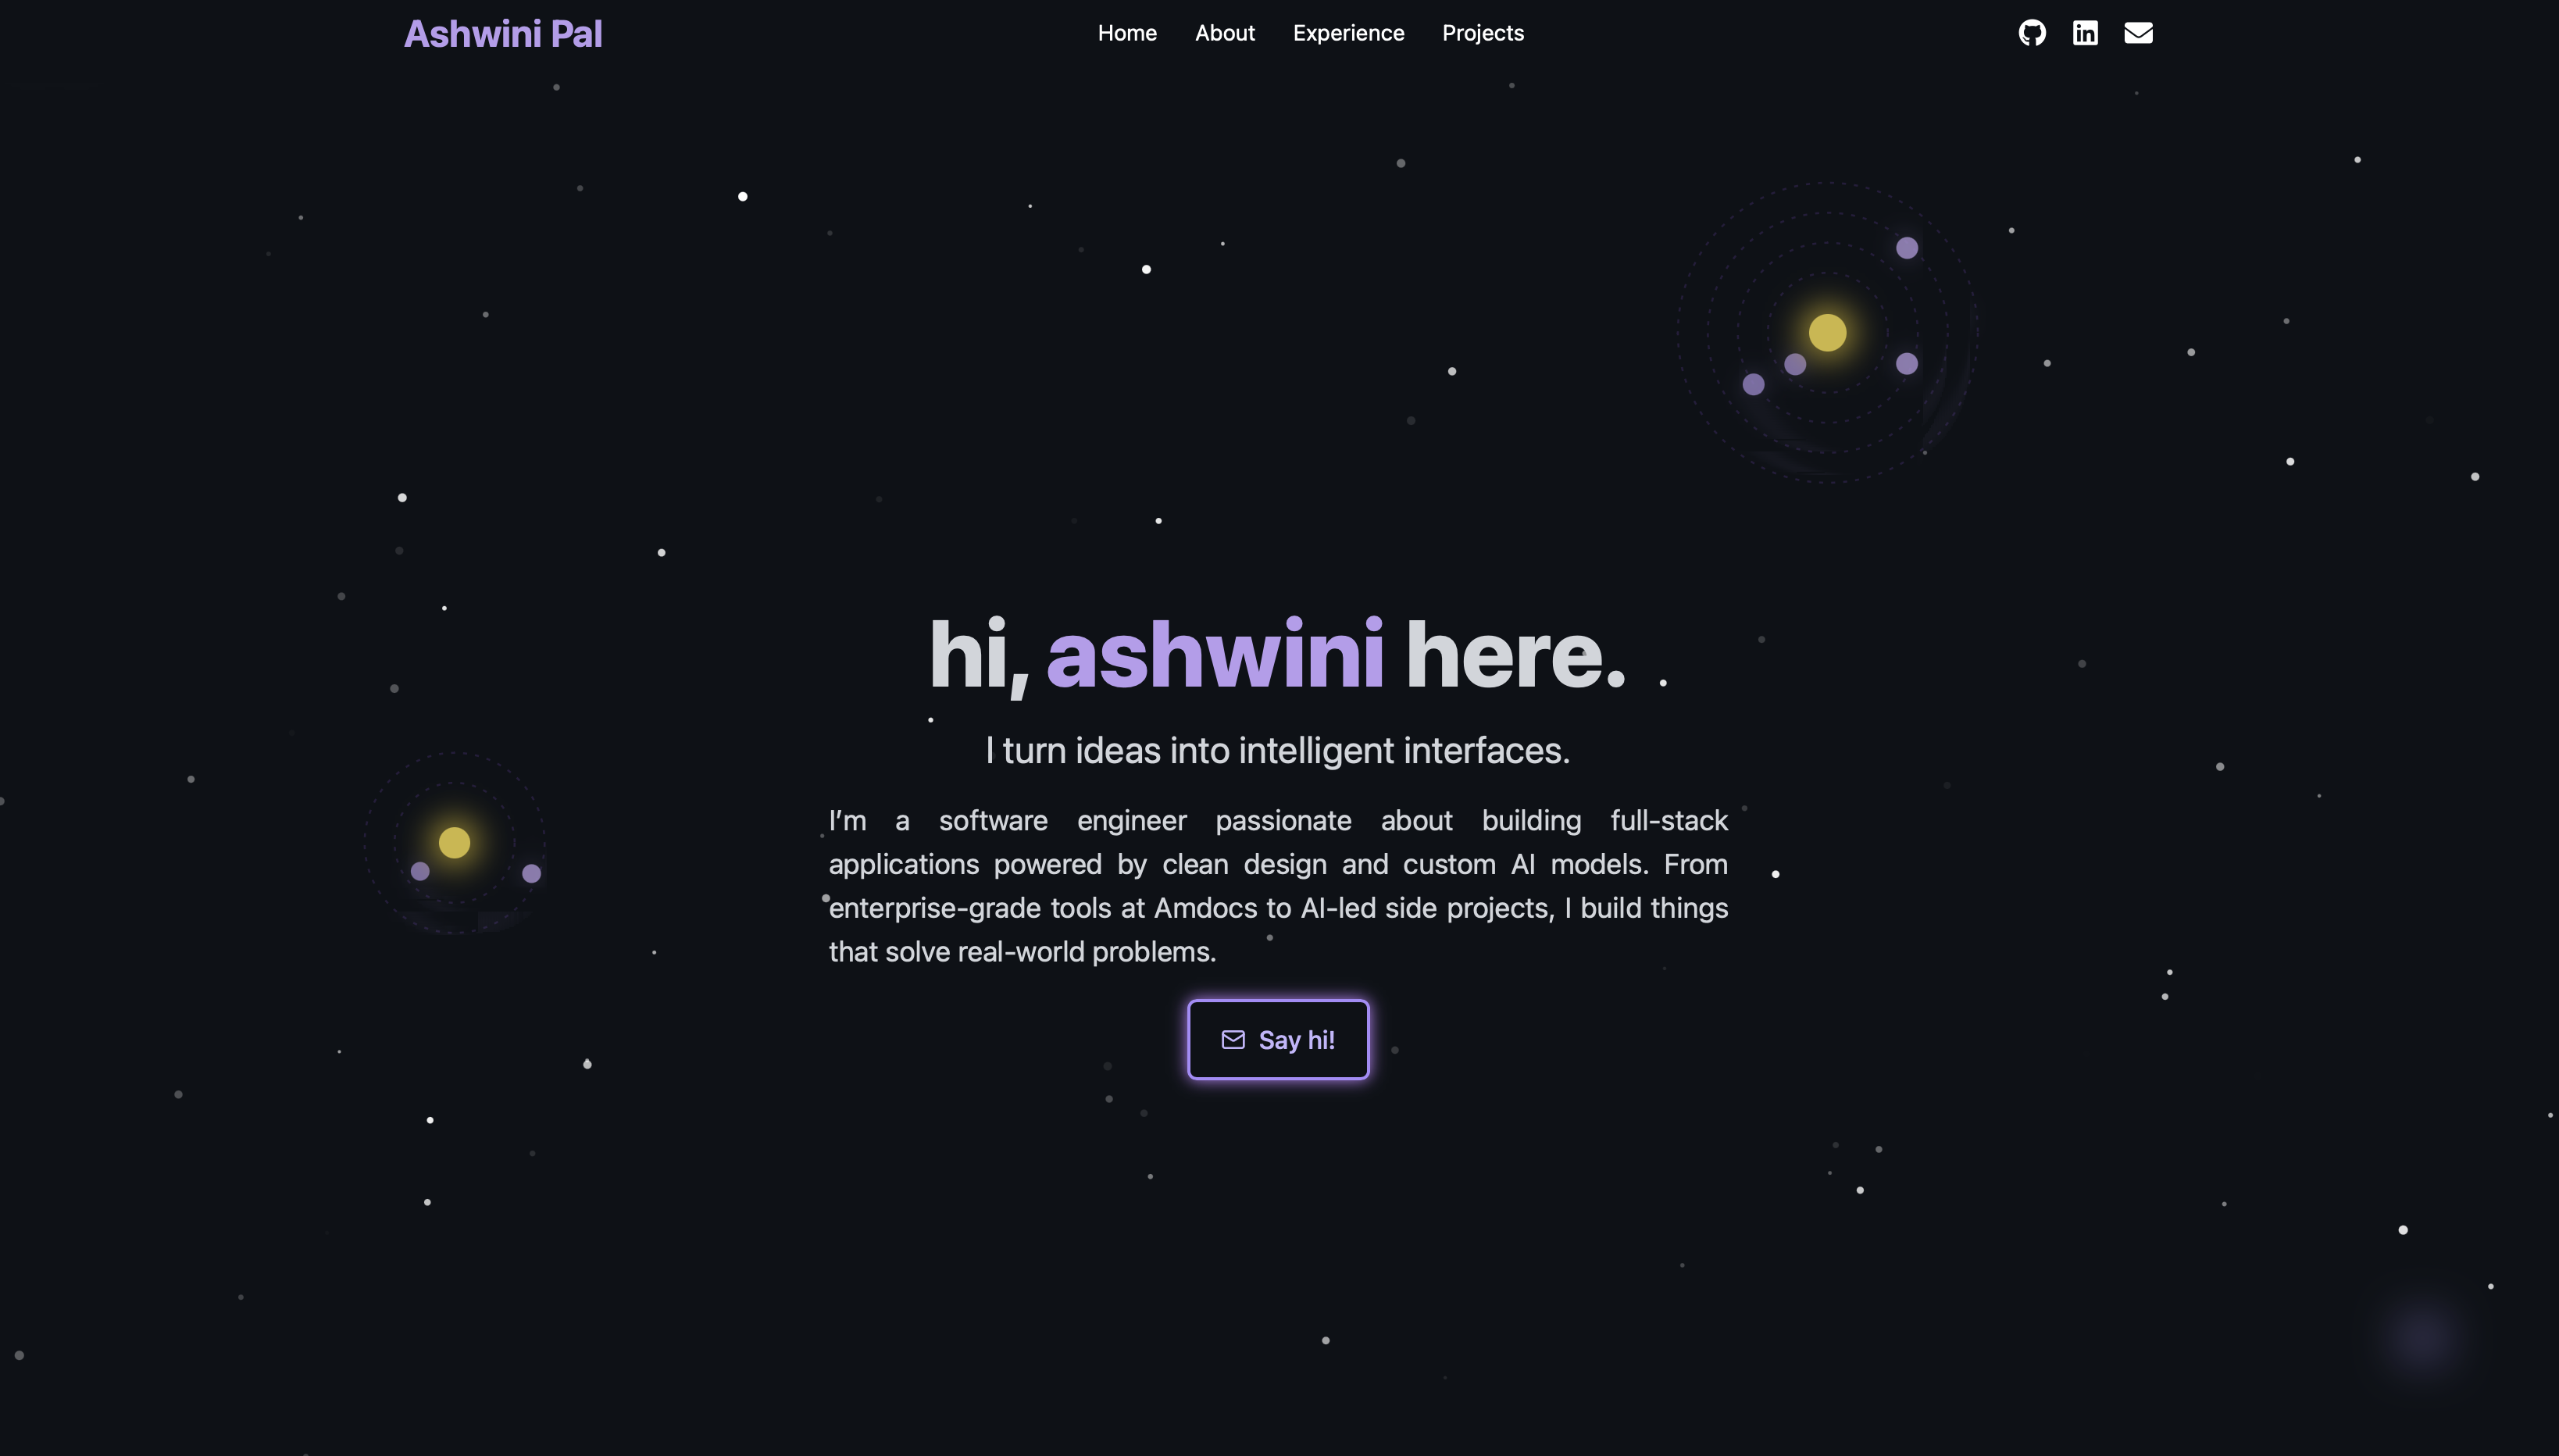 Ashwini Pal
Home About Experience Projects
hi, ashwini here.
I turn ideas into intelligent interfaces.
I’m a software engineer passionate about building full-stack
applications powered by clean design and custom AI models. From
enterprise-grade tools at Amdocs to AI-led side projects, I build things
that solve real-world problems.
Say hi!